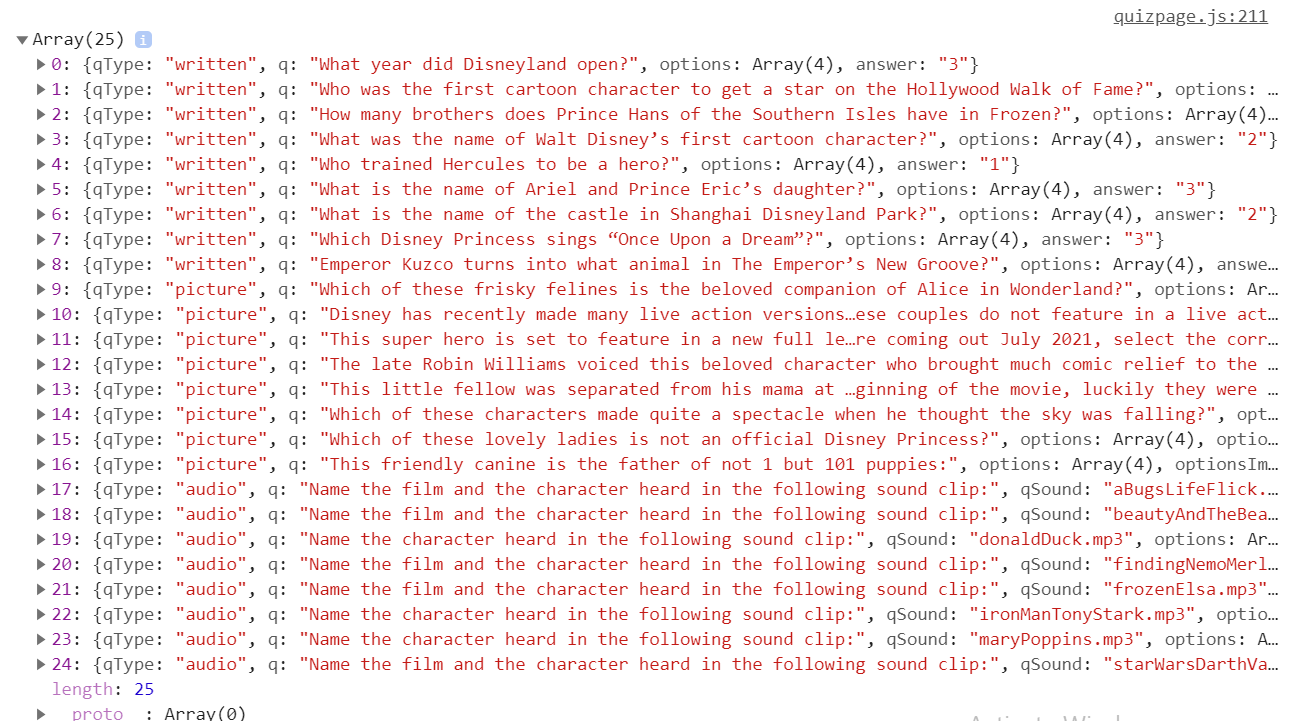 quizpage.js:211
Array(25) i
0: {qType: "written", q: "What year did Disneyland open?", options: Array(4), answer: "3"}
1: {qType: "written", q: "Who was the first cartoon character to get a star on the Hollywood Walk of Fame?", options: …
2: {qType: "written", q: "How many brothers does Prince Hans of the Southern Isles have in Frozen?", options: Array(4)…
3: {qType: "written", q: "What was the name of Walt Disney’s first cartoon character?", options: Array(4), answer: "2"}
4: {qType: "written", q: "Who trained Hercules to be a hero?", options: Array(4), answer: "1"}
5: {qType: "written", q: "What is the name of Ariel and Prince Eric’s daughter?", options: Array(4), answer: "3"}
6: {qType: "written", q: "What is the name of the castle in Shanghai Disneyland Park?", options: Array(4), answer: "2"}
7: {qType: "written", q: "Which Disney Princess sings “Once Upon a Dream”?", options: Array(4), answer: "3"}
8: {qType: "written", q: "Emperor Kuzco turns into what animal in The Emperor’s New Groove?", options: Array(4), answe…
9: {qType: "picture", q: "Which of these frisky felines is the beloved companion of Alice in Wonderland?", options: Ar…
10: {qType: "picture", q: "Disney has recently made many live action versions…ese couples do not feature in a live act…
11: {qType: "picture", q: "This super hero is set to feature in a new full le…re coming out July 2021, select the corr…
12: {qType: "picture", q: "The late Robin Williams voiced this beloved character who brought much comic relief to the …
13: {qType: "picture", q: "This little fellow was separated from his mama at …ginning of the movie, luckily they were …
14: {qType: "picture", q: "Which of these characters made quite a spectacle when he thought the sky was falling?", opt…
15: {qType: "picture", q: "Which of these lovely ladies is not an official Disney Princess?", options: Array(4), optio…
16: {qType: "picture", q: "This friendly canine is the father of not 1 but 101 puppies:", options: Array(4), optionsIm…
17: {qType: "audio", q: "Name the film and the character heard in the following sound clip:", qSound: "aBugsLifeFlick.…
18: {qType: "audio", q: "Name the film and the character heard in the following sound clip:", qSound: "beautyAndTheBea…
19: {qType: "audio", q: "Name the character heard in the following sound clip:", qSound: "donaldDuck.mp3", options: Ar…
20: {qType: "audio", q: "Name the film and the character heard in the following sound clip:", qSound: "findingNemoMerl…
21: {qType: "audio", q: "Name the film and the character heard in the following sound clip:", qSound: "frozenElsa.mp3"…
22: {qType: "audio", q: "Name the character heard in the following sound clip:", qSound: "ironManTonyStark.mp3", optio…
23: {qType: "audio", q: "Name the character heard in the following sound clip:", qSound: "maryPoppins.mp3", options: A…
24: {qType: "audio", q: "Name the film and the character heard in the following sound clip:", qSound: "starWarsDarthVa…
length: 25
proto : Array(0)